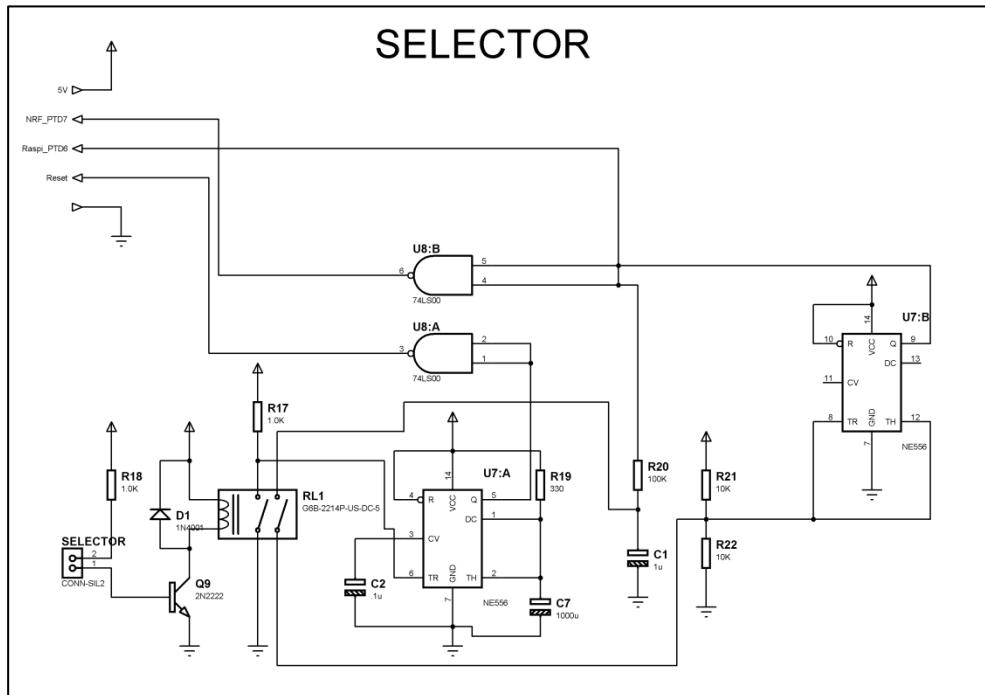 SELECTOR
5V
NRF_PTD7
Raspi_PTD6
Reset
U8:B
6
5
4
74LS00
U8:A
3
2
1
74LS00
U7:B
14
VCC
10
R
Q
9
DC
13
11
CV
8
TR
GND
TH
12
7
NE556
R17
1.0K
R18
1.0K
D1
1N4001
RL1
G6B-2214P-US-DC-5
SELECTOR
2
1
CONN-SIL2
Q9
2N2222
U7:A
14
VCC
4
R
Q
5
DC
1
3
CV
6
TR
GND
TH
2
7
NE556
R19
330
C2
.1u
C7
1000u
R20
100K
C1
1u
R21
10K
R22
10K